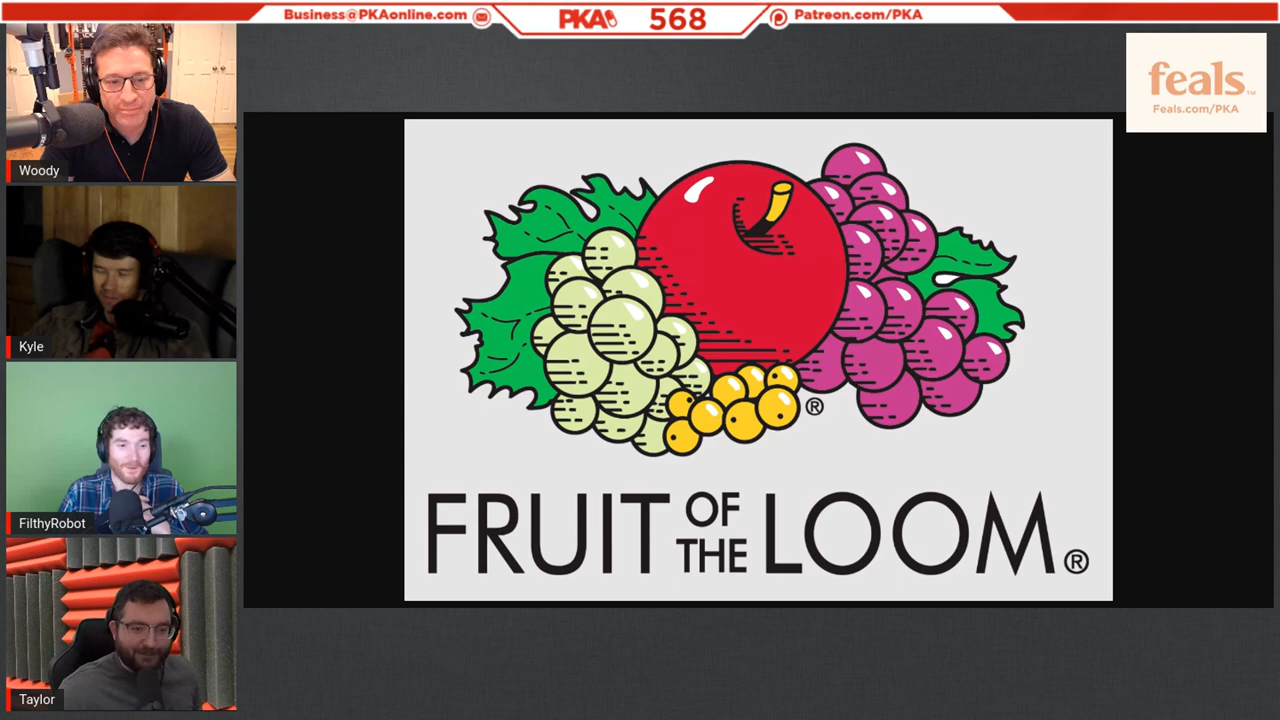 Business@PKAonline.com
PKA 568
Patreon.com/PKA
feals™
Feals.com/PKA
Woody
Kyle
FilthyRobot
Taylor
®
FRUIT OF THE LOOM®